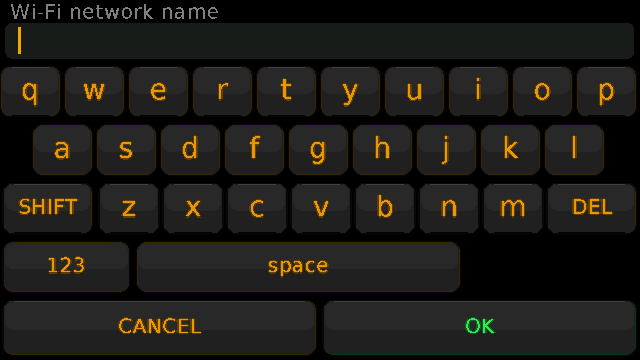 Wi-Fi network name
q w e r t y u i o p
a s d f g h j k l
SHIFT z x c v b n m DEL
123 space
CANCEL OK